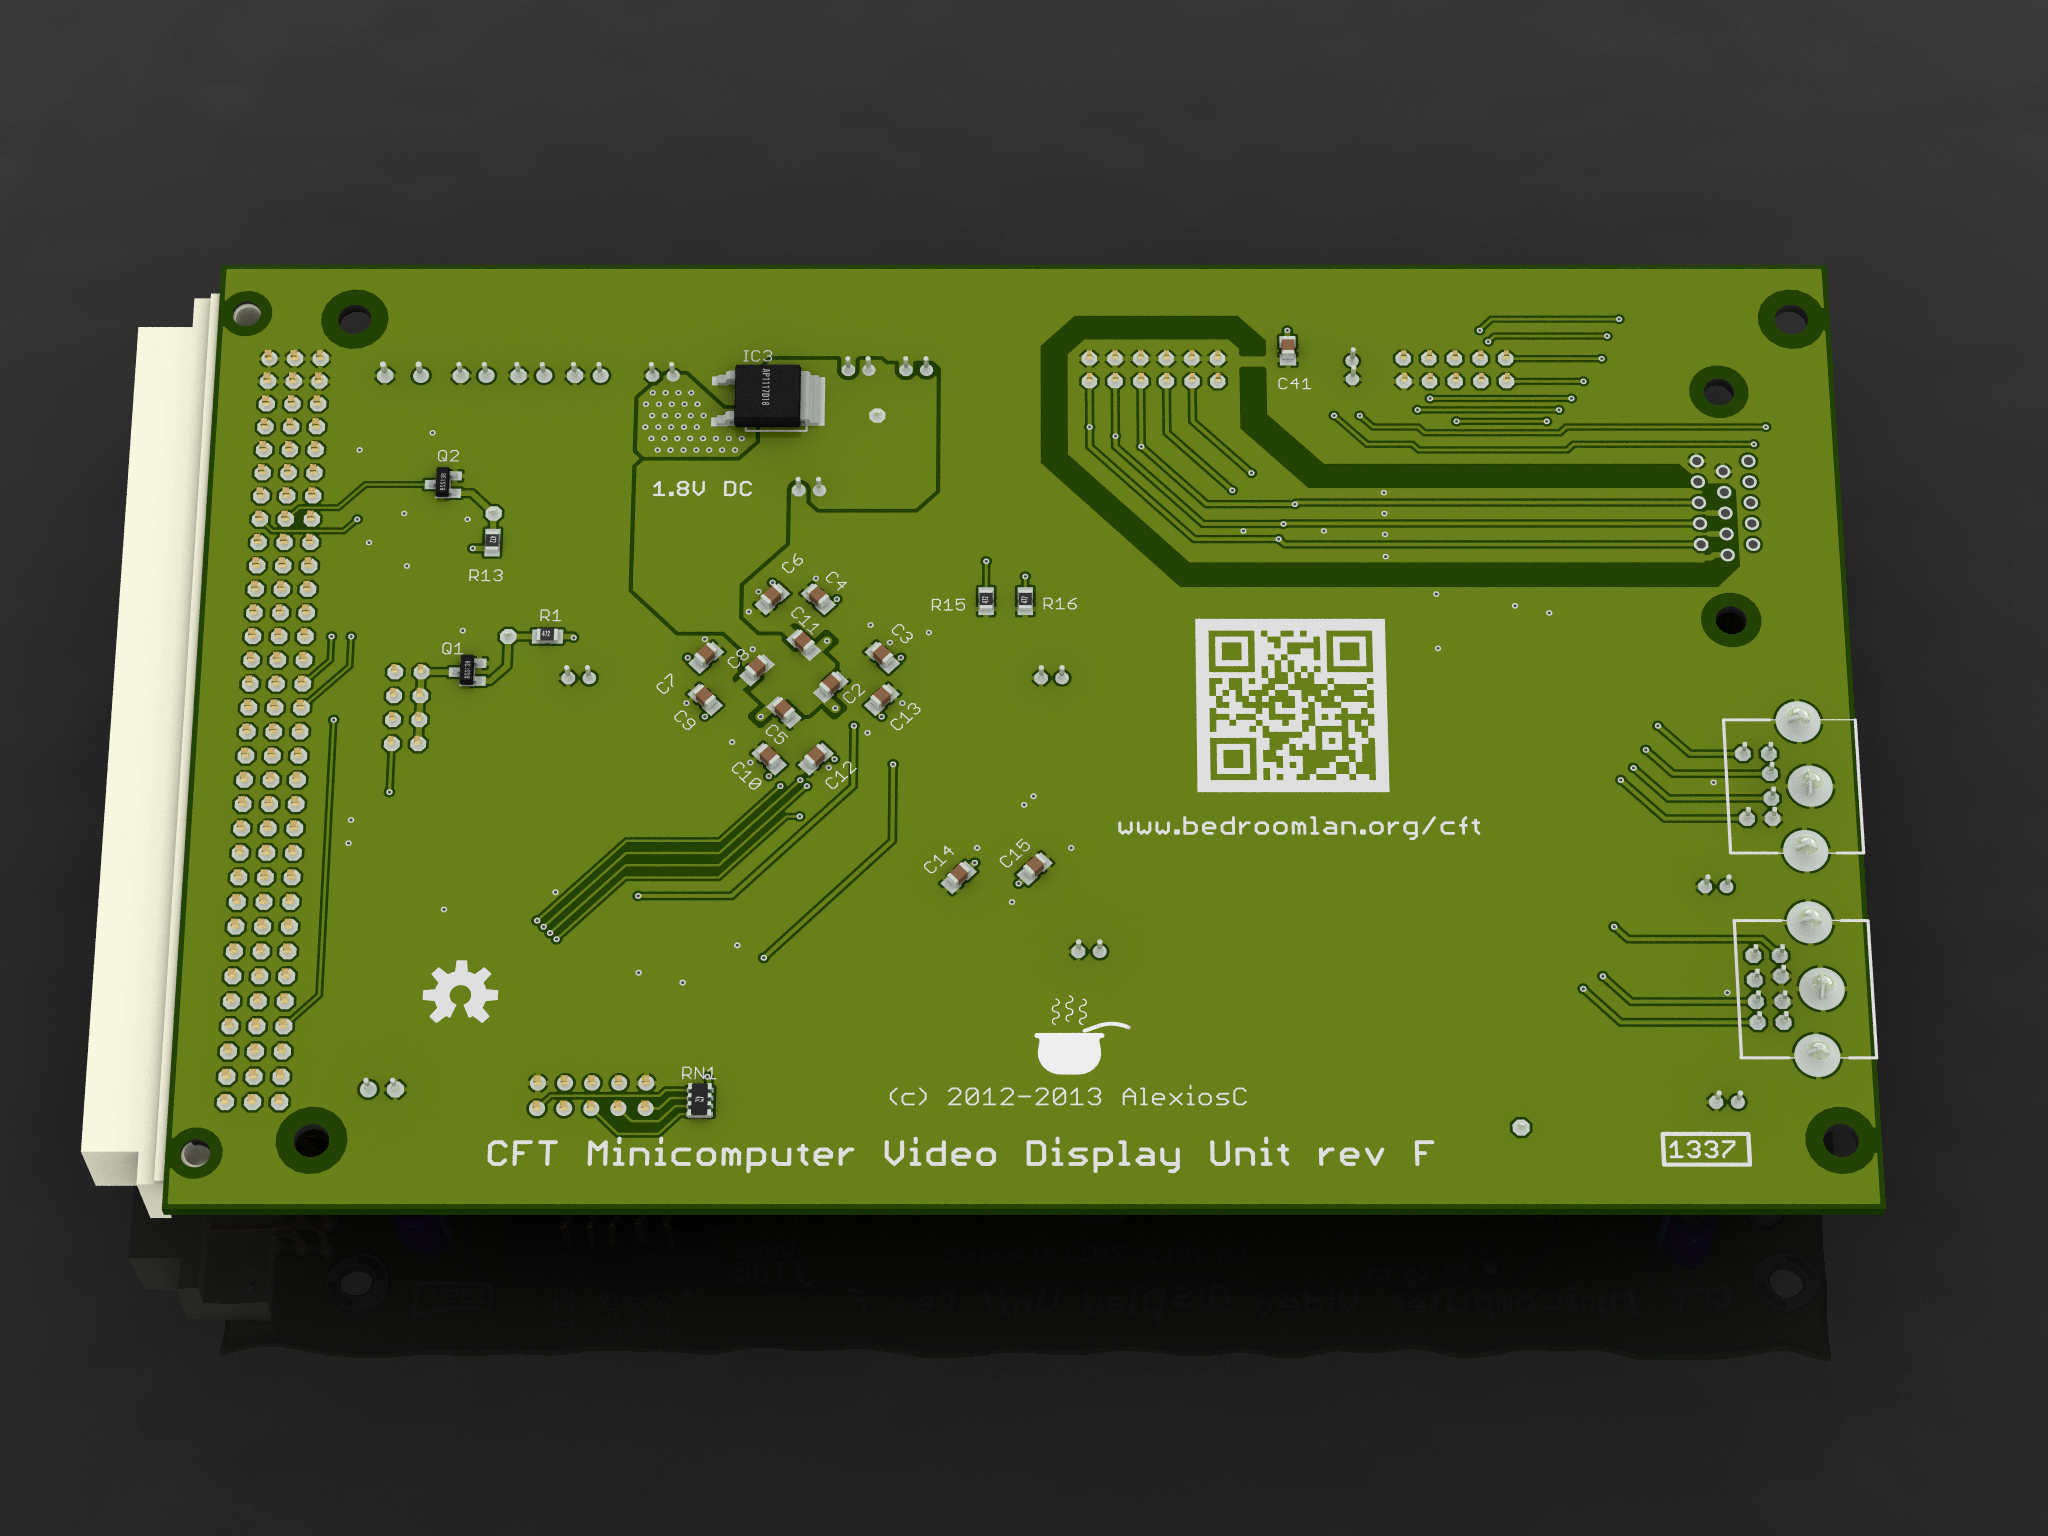 IC3
AP1117D18
C41
Q2
1.8V DC
R13
C6
C4
R15
R16
R1
C11
C3
Q1
C8
C7
C2
C9
C13
C5
C10
C12
www.bedroomlan.org/cft
C14
C15
RN1
(c) 2012-2013 AlexiosC
CFT Minicomputer Video Display Unit rev F
1337